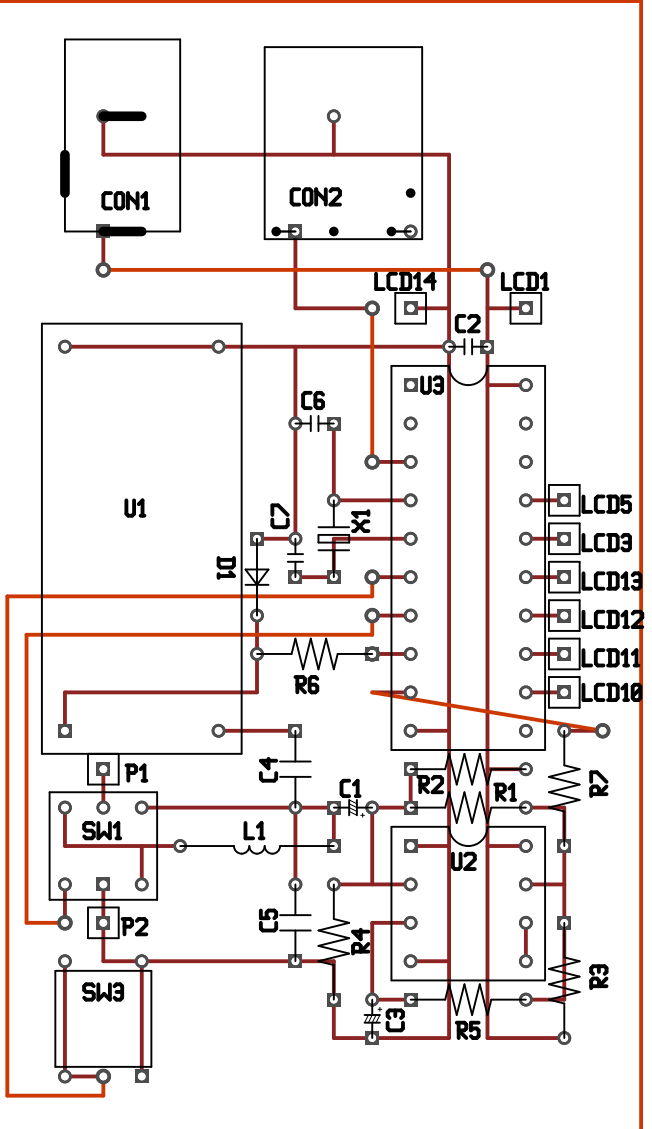 CON1
CON2
LCD14
LCD1
C2
U3
C6
U1
C7
X1
LCD5
LCD3
D1
LCD13
LCD12
LCD11
R6
LCD10
P1
C4
R2
C1
R1
R7
SW1
L1
U2
P2
C5
R4
R3
SW3
C3
R5